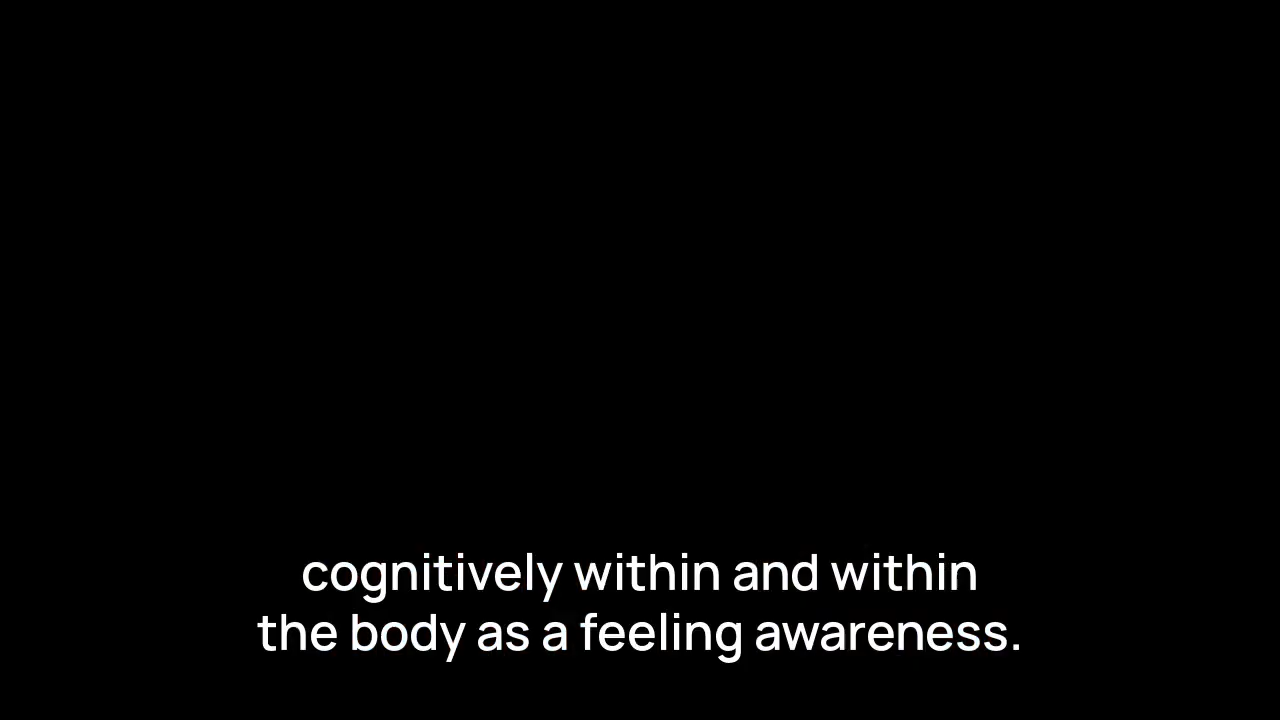 cognitively within and within
the body as a feeling awareness.